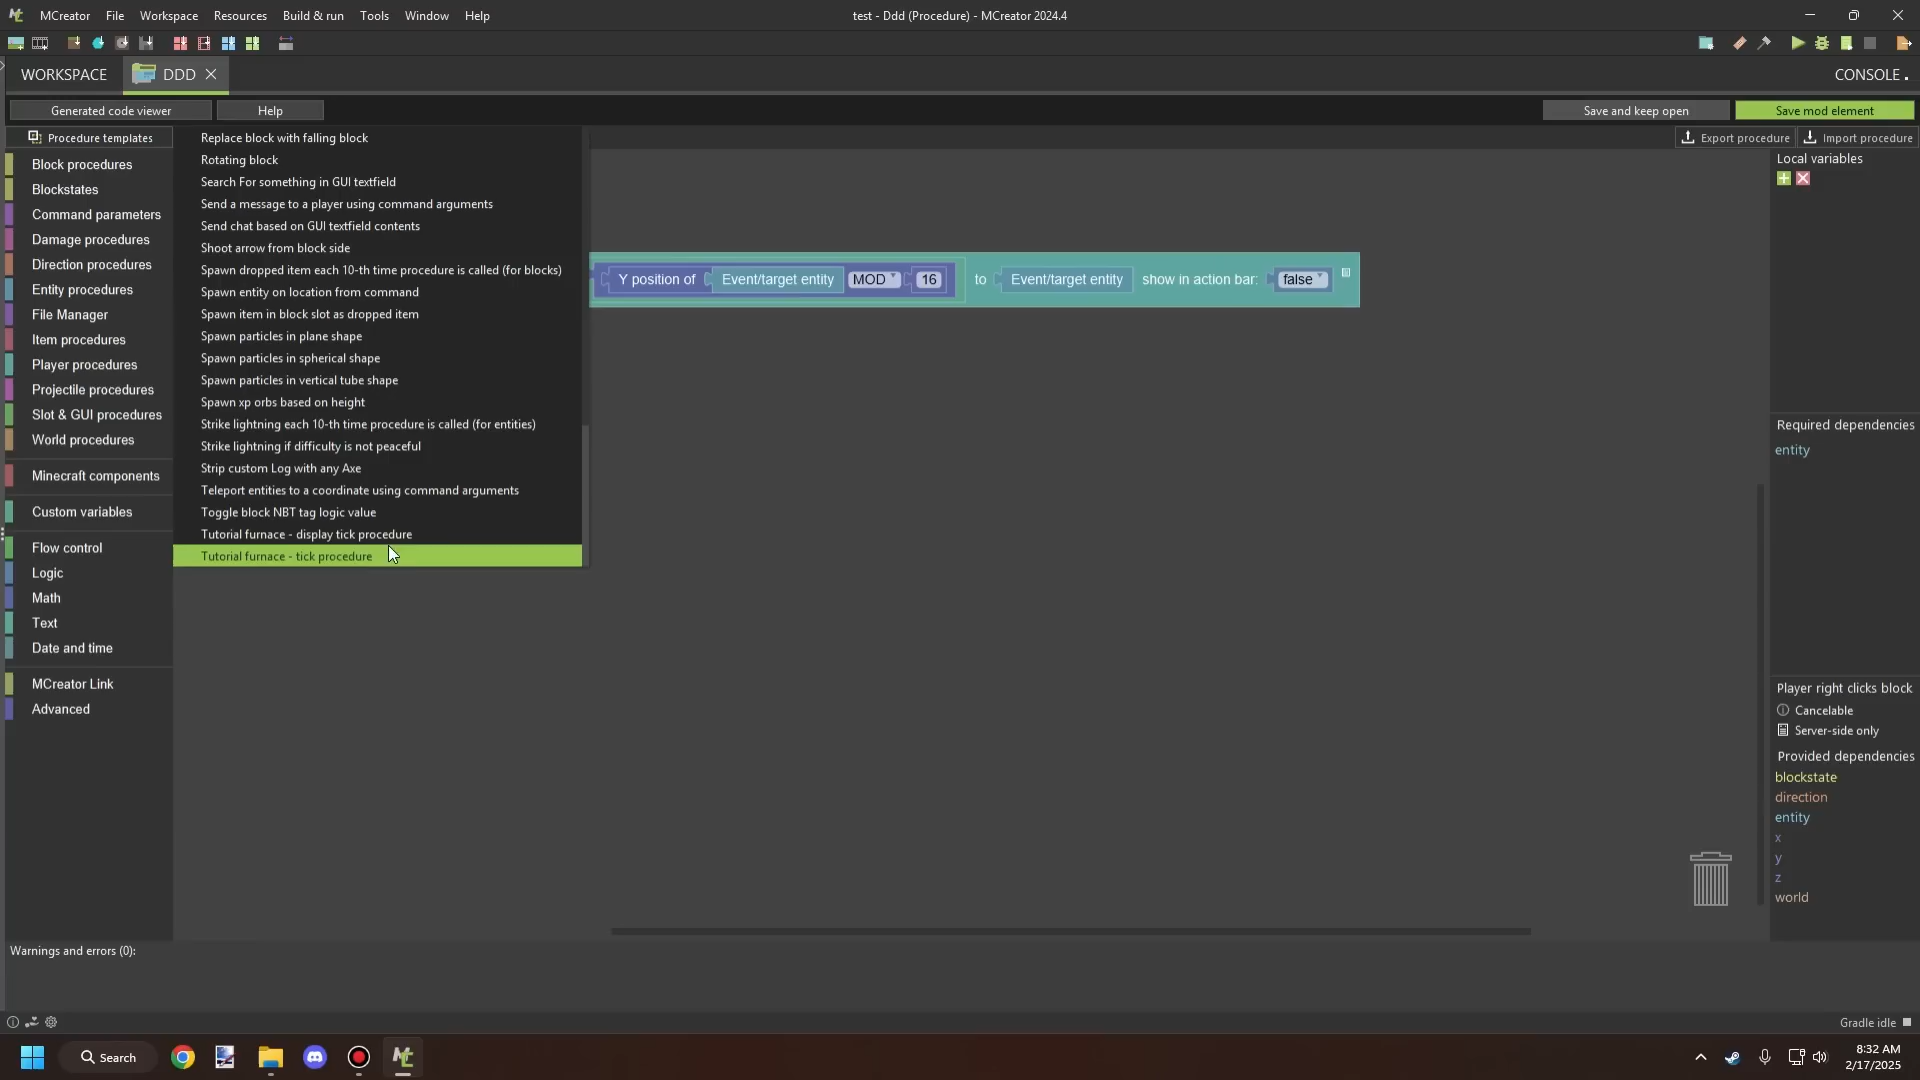 MCreator File Workspace Resources Build & run Tools Window Help
test - Ddd (Procedure) - MCreator 2024.4
WORKSPACE DDD CONSOLE
Generated code viewer Help Save and keep open Save mod element
Procedure templates
Export procedure Import procedure
Block procedures
Blockstates
Command parameters
Damage procedures
Direction procedures
Entity procedures
File Manager
Item procedures
Player procedures
Projectile procedures
Slot & GUI procedures
World procedures
Minecraft components
Custom variables
Flow control
Logic
Math
Text
Date and time
MCreator Link
Advanced
Replace block with falling block
Rotating block
Search For something in GUI textfield
Send a message to a player using command arguments
Send chat based on GUI textfield contents
Shoot arrow from block side
Spawn dropped item each 10-th time procedure is called (for blocks)
Spawn entity on location from command
Spawn item in block slot as dropped item
Spawn particles in plane shape
Spawn particles in spherical shape
Spawn particles in vertical tube shape
Spawn xp orbs based on height
Strike lightning each 10-th time procedure is called (for entities)
Strike lightning if difficulty is not peaceful
Strip custom Log with any Axe
Teleport entities to a coordinate using command arguments
Toggle block NBT tag logic value
Tutorial furnace - display tick procedure
Tutorial furnace - tick procedure
Y position of Event/target entity MOD 16 to Event/target entity show in action bar: false
Local variables
Required dependencies
entity
Player right clicks block
Cancelable
Server-side only
Provided dependencies
blockstate
direction
entity
x
y
z
world
Warnings and errors (0):
Gradle idle
Search
8:32 AM
2/17/2025